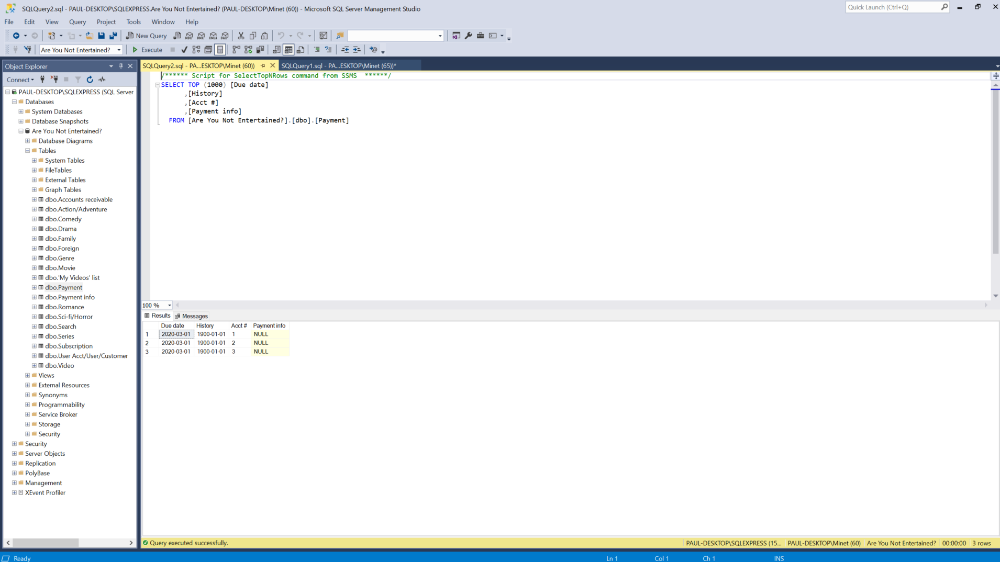 SQLQuery2.sql - PAUL-DESKTOP\SQLEXPRESS.Are You Not Entertained? (PAUL-DESKTOP\Minet (60)) - Microsoft SQL Server Management Studio
Quick Launch (Ctrl+Q)
File Edit View Query Project Tools Window Help
New Query MDX DMX XMLA DAX
Are You Not Entertained? Execute
Object Explorer
SQLQuery2.sql - PA...ESKTOP\Minet (60)) SQLQuery1.sql - PA...ESKTOP\Minet (65))*
Connect
PAUL-DESKTOP\SQLEXPRESS (SQL Server
Databases
System Databases
Database Snapshots
Are You Not Entertained?
Database Diagrams
Tables
System Tables
FileTables
External Tables
Graph Tables
dbo.Accounts receivable
dbo.Action/Adventure
dbo.Comedy
dbo.Drama
dbo.Family
dbo.Foreign
dbo.Genre
dbo.Movie
dbo.'My Videos' list
dbo.Payment
dbo.Payment info
dbo.Romance
dbo.Sci-fi/Horror
dbo.Search
dbo.Series
dbo.Subscription
dbo.User Acct/User/Customer
dbo.Video
Views
External Resources
Synonyms
Programmability
Service Broker
Storage
Security
Security
Server Objects
Replication
PolyBase
Management
XEvent Profiler
/****** Script for SelectTopNRows command from SSMS  ******/
SELECT TOP (1000) [Due date]
,[History]
,[Acct #]
,[Payment info]
FROM [Are You Not Entertained?].[dbo].[Payment]
100 %
Results Messages
Due date History Acct # Payment info
1 2020-03-01 1900-01-01 1 NULL
2 2020-03-01 1900-01-01 2 NULL
3 2020-03-01 1900-01-01 3 NULL
Query executed successfully. PAUL-DESKTOP\SQLEXPRESS (15... PAUL-DESKTOP\Minet (60) Are You Not Entertained? 00:00:00 3 rows
Ready Ln 1 Col 1 Ch 1 INS